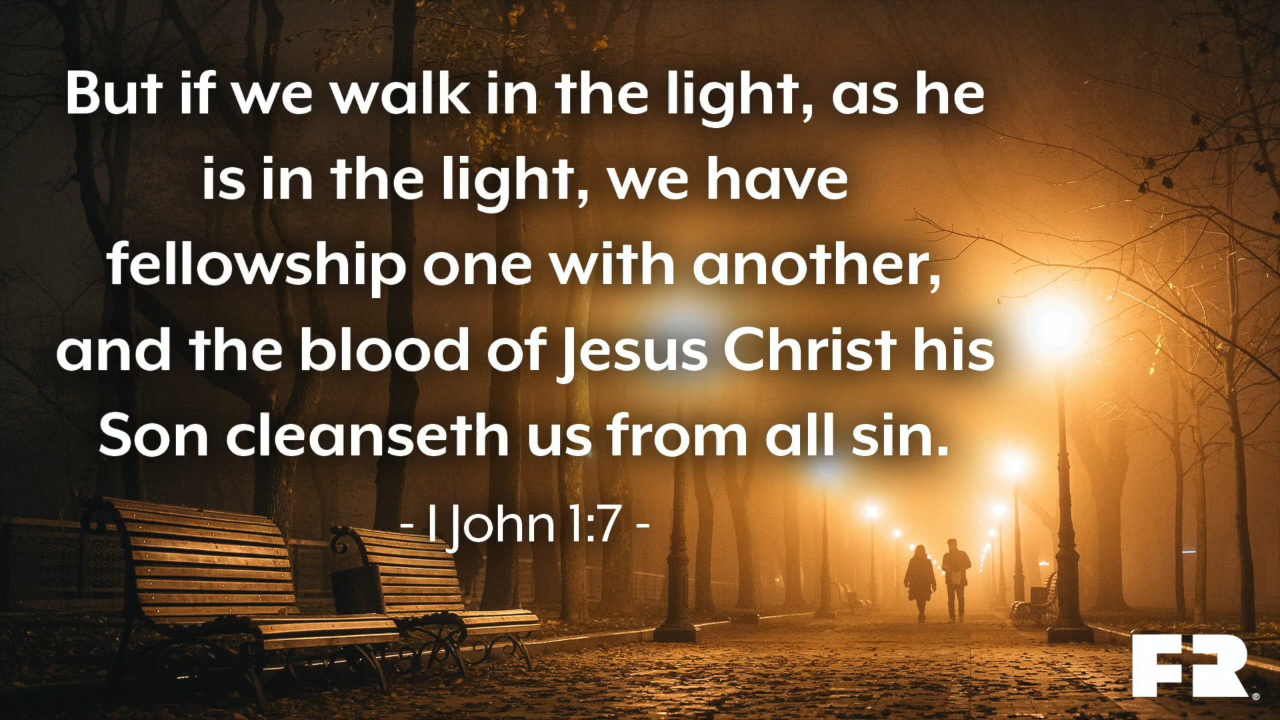 But if we walk in the light, as he
is in the light, we have
fellowship one with another,
and the blood of Jesus Christ his
Son cleanseth us from all sin.
- I John 1:7 -
FR®